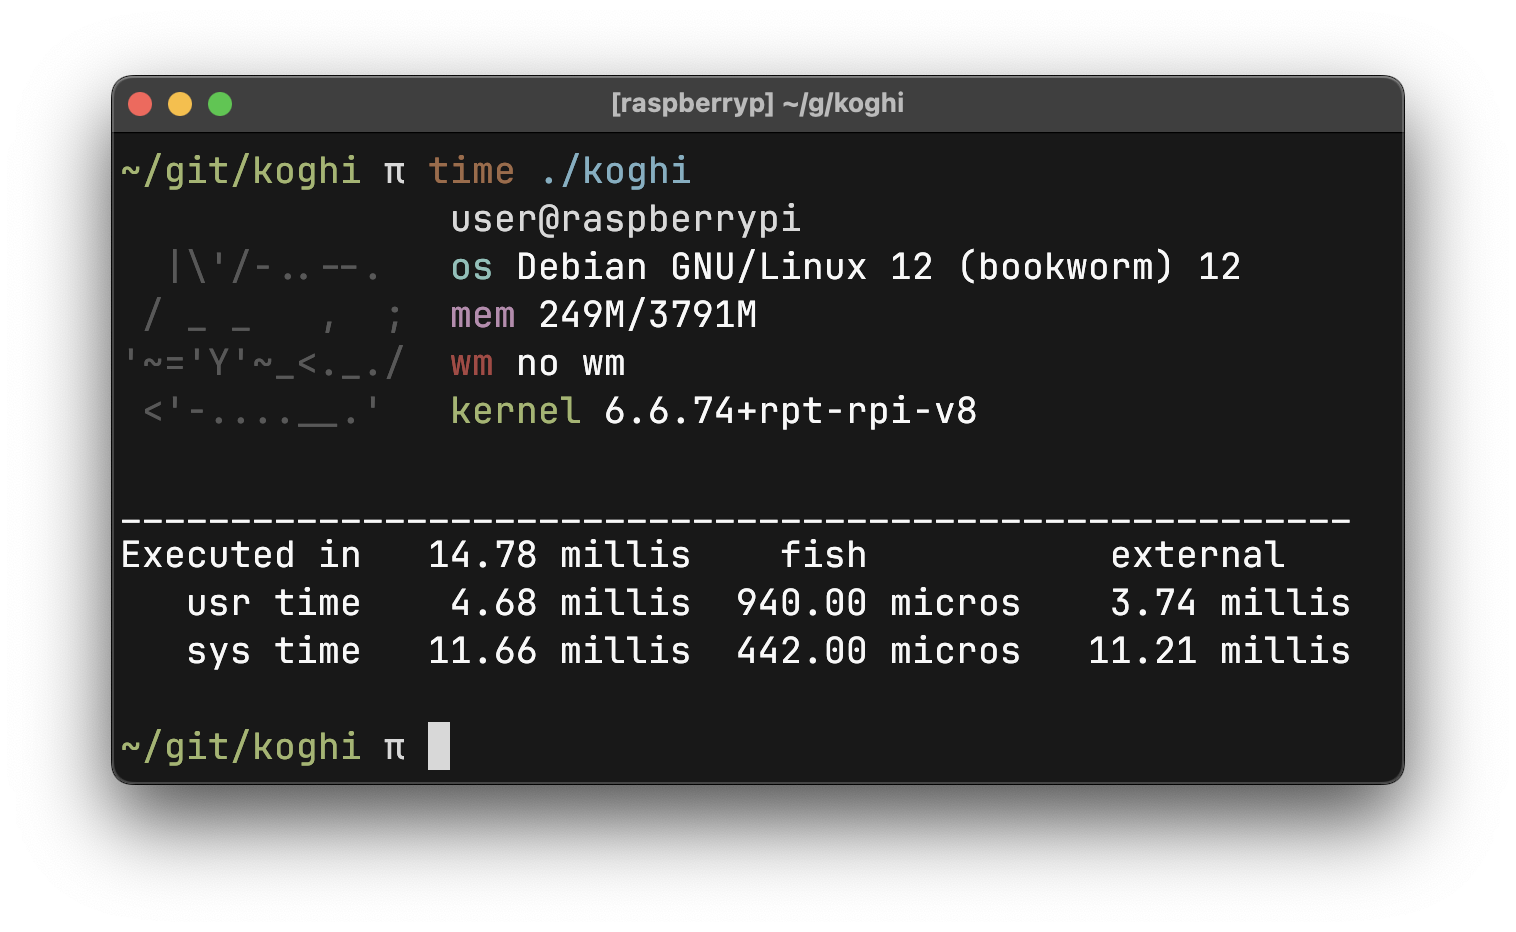 [raspberryp] ~/g/koghi
~/git/koghi π time ./koghi
                user@raspberrypi
   |\'/-..--.   os Debian GNU/Linux 12 (bookworm) 12
 / _ _   ,  ;   mem 249M/3791M
'~='Y'~_<._./   wm no wm
 <'-....__.'    kernel 6.6.74+rpt-rpi-v8
________________________________________________________
Executed in   14.78 millis    fish           external
   usr time    4.68 millis  940.00 micros    3.74 millis
   sys time   11.66 millis  442.00 micros   11.21 millis
~/git/koghi π